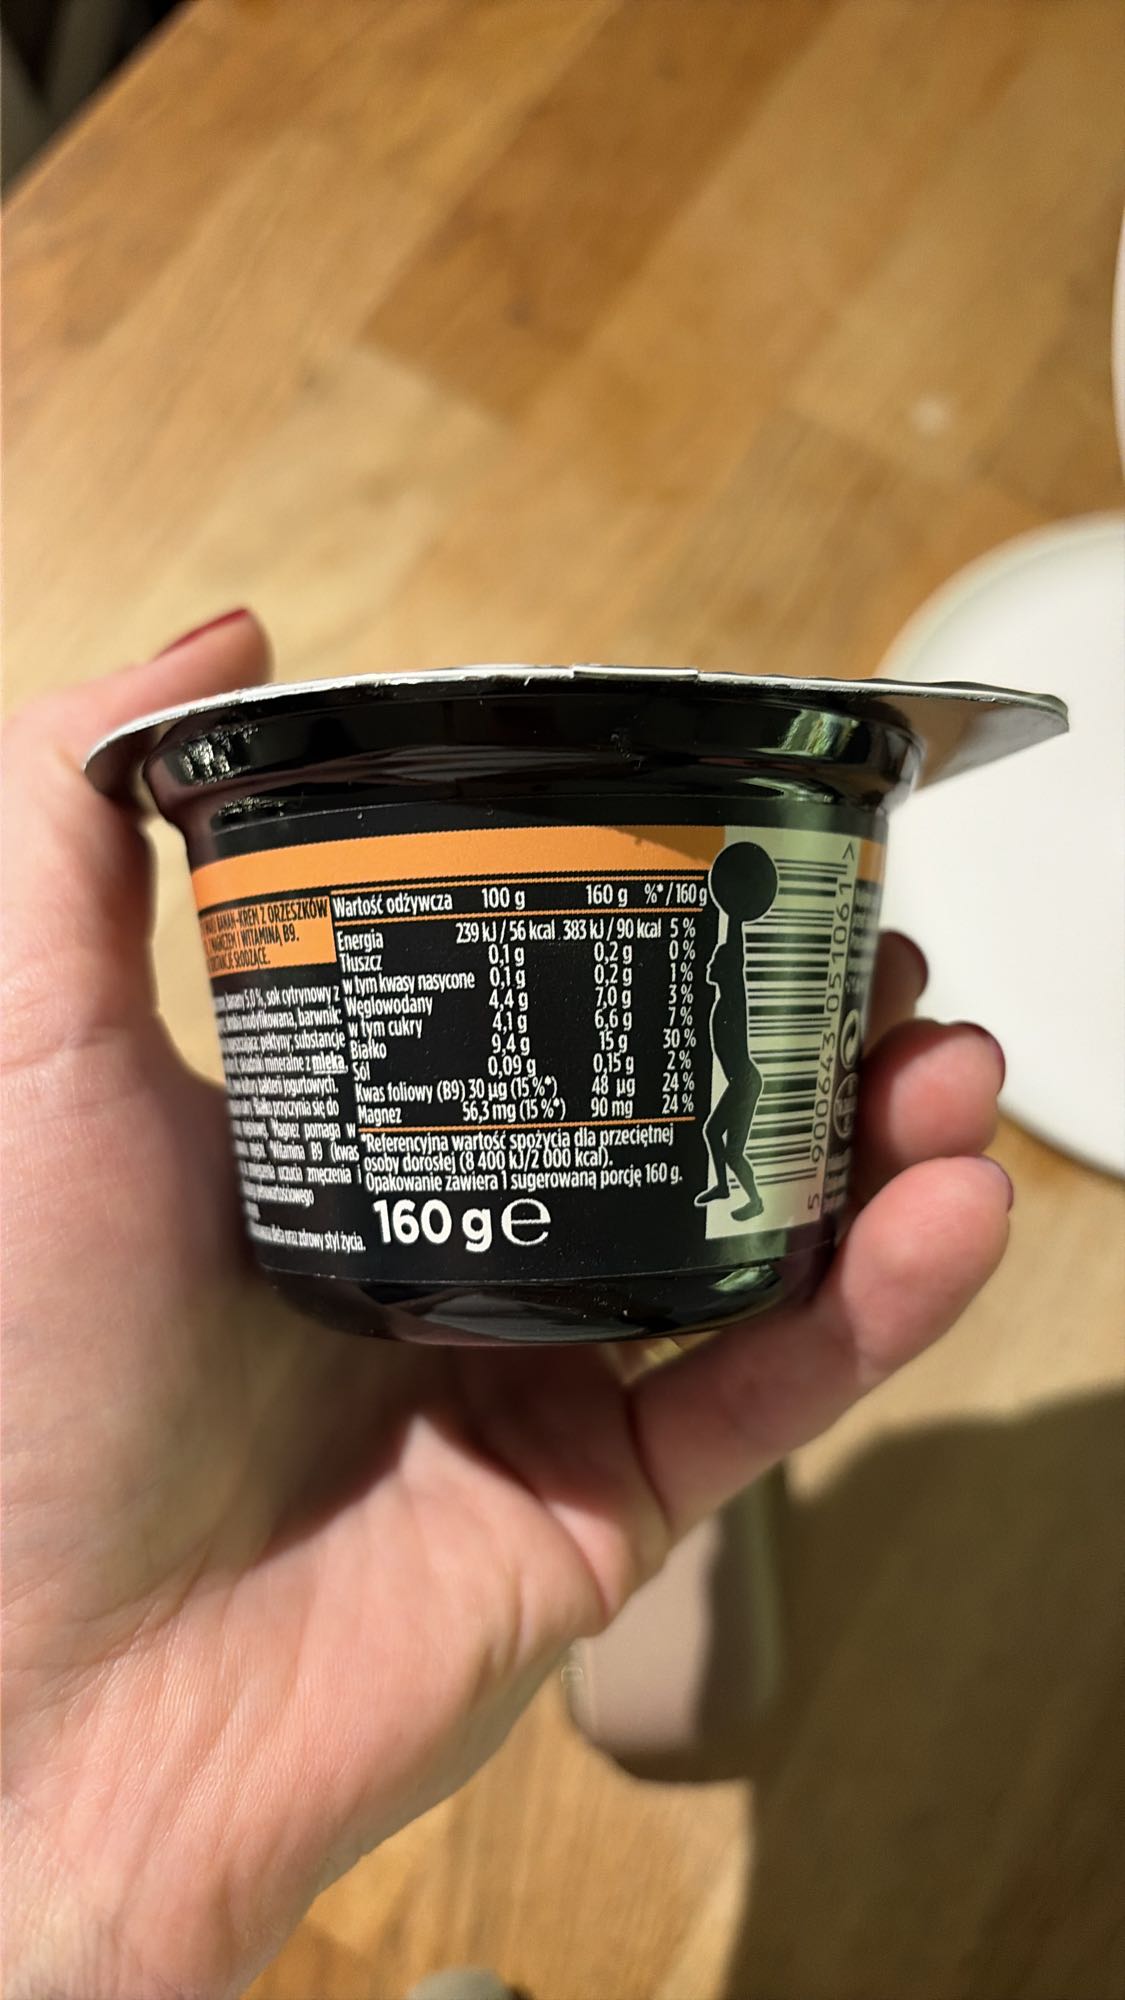 BANAN-KREM Z ORZESZKÓW
MAGNEZEM I WITAMINĄ B9.
SUBSTANCJE SŁODZĄCE.
5,0%, sok cytrynowy z
modyfikowana, barwnik:
pektyny; substancje
mineralne z mleka,
jogurtowych.
przyczynia się do
Magnez pomaga w
Witamina B9 (kwas
uczucia zmęczenia i
dieta oraz zdrowy styl życia.
Wartość odżywcza 100 g 160 g %*/160 g
Energia 239 kJ / 56 kcal 383 kJ / 90 kcal 5 %
Tłuszcz 0,1 g 0,2 g 0%
w tym kwasy nasycone 0,1 g 0,2 g 1%
Węglowodany 4,4 g 7,0 g 3%
w tym cukry 4,1 g 6,6 g 7%
Białko 9,4 g 15 g 30 %
Sól 0,09 g 0,15 g 2%
Kwas foliowy (B9) 30 µg (15 %*) 48 µg 24 %
Magnez 56,3 mg (15 %*) 90 mg 24 %
*Referencyjna wartość spożycia dla przeciętnej
osoby dorosłej (8 400 kJ/2 000 kcal).
Opakowanie zawiera 1 sugerowaną porcję 160 g.
160 g e
5 900643 051061 >